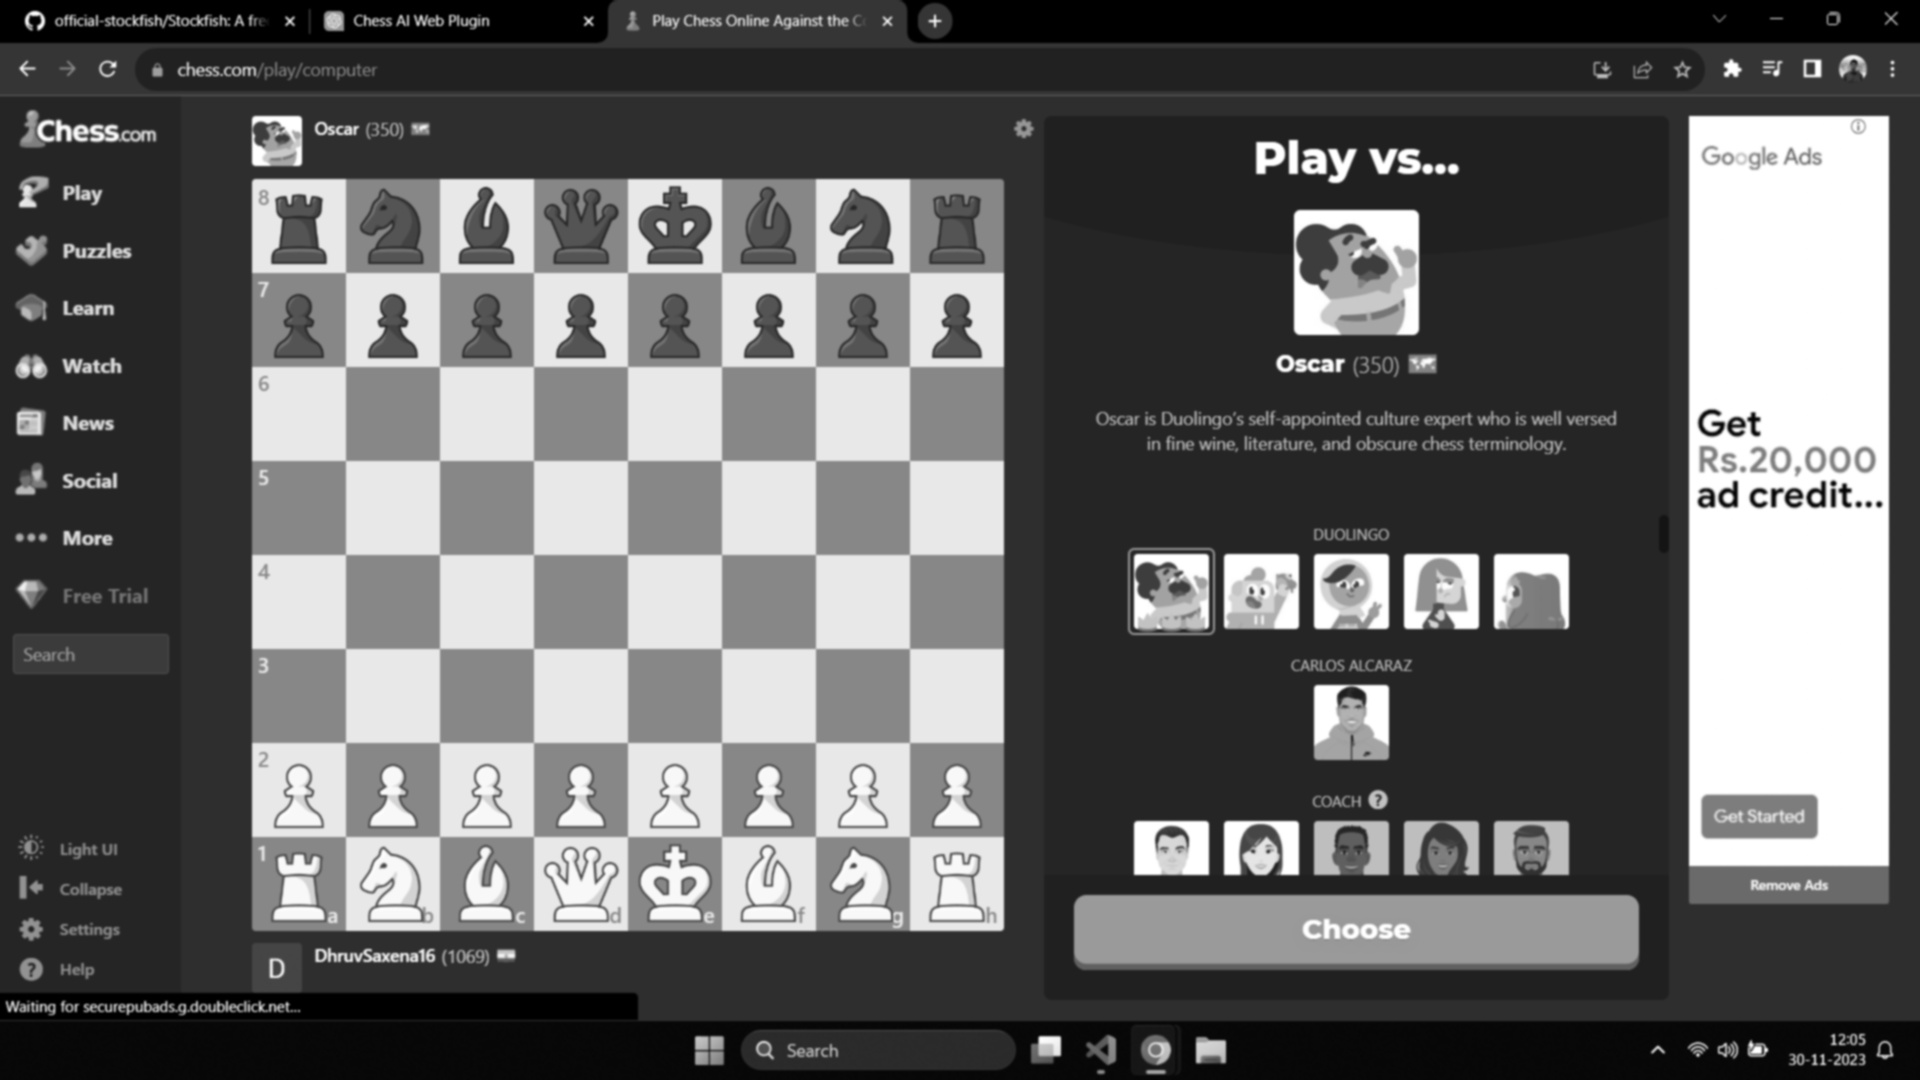 official-stockfish/Stockfish: A fre
Chess AI Web Plugin
Play Chess Online Against the Co
chess.com/play/computer
Chess.com
Play
Puzzles
Learn
Watch
News
Social
More
Free Trial
Search
Light UI
Collapse
Settings
Help
Oscar (350)
8
7
6
5
4
3
2
1
a b c d e f g h
D
DhruvSaxena16 (1069)
Play vs...
Oscar (350)
Oscar is Duolingo's self-appointed culture expert who is well versed
in fine wine, literature, and obscure chess terminology.
DUOLINGO
CARLOS ALCARAZ
COACH ?
Choose
Google Ads
Get
Rs.20,000
ad credit...
Get Started
Remove Ads
Waiting for securepubads.g.doubleclick.net...
Search
12:05
30-11-2023